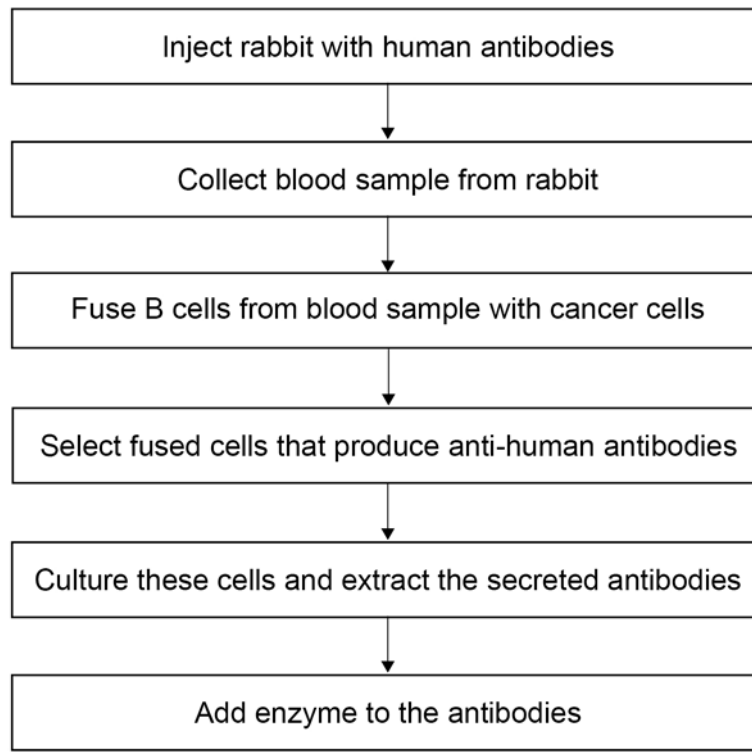 Inject rabbit with human antibodies
Collect blood sample from rabbit
Fuse B cells from blood sample with cancer cells
Select fused cells that produce anti-human antibodies
Culture these cells and extract the secreted antibodies
Add enzyme to the antibodies